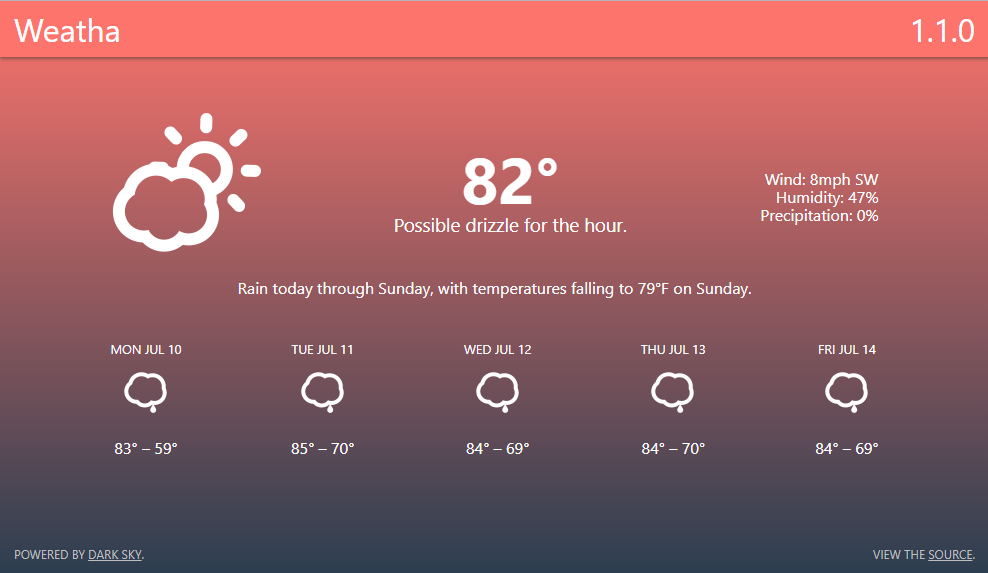 Weatha
1.1.0
82°
Possible drizzle for the hour.
Wind: 8mph SW
Humidity: 47%
Precipitation: 0%
Rain today through Sunday, with temperatures falling to 79°F on Sunday.
MON JUL 10
TUE JUL 11
WED JUL 12
THU JUL 13
FRI JUL 14
83° – 59°
85° – 70°
84° – 69°
84° – 70°
84° – 69°
POWERED BY DARK SKY.
VIEW THE SOURCE.